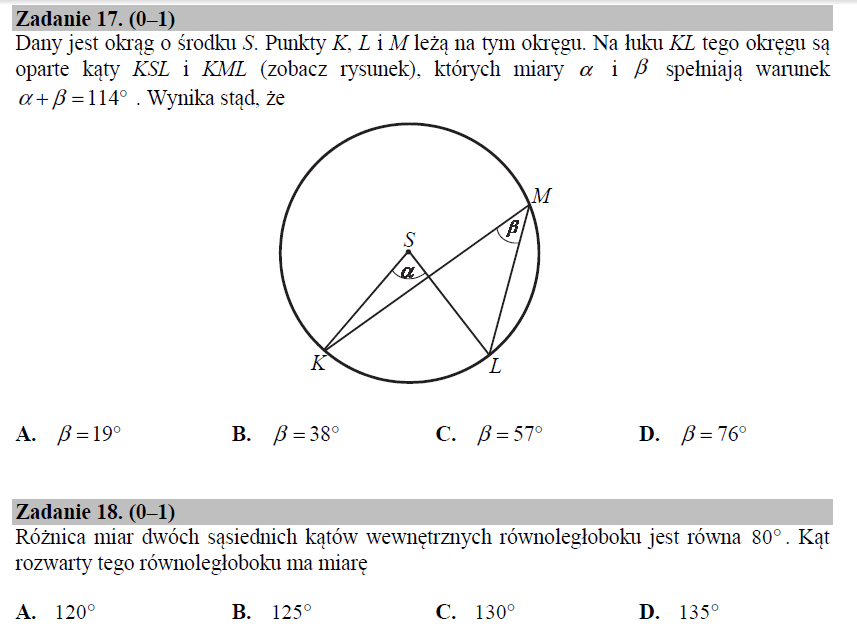 Zadanie 17. (0–1)
Dany jest okrąg o środku S. Punkty K, L i M leżą na tym okręgu. Na łuku KL tego okręgu są
oparte kąty KSL i KML (zobacz rysunek), których miary α i β spełniają warunek
α + β = 114° . Wynika stąd, że
M
β
S
α
K
L
A. β = 19° B. β = 38° C. β = 57° D. β = 76°
Zadanie 18. (0–1)
Różnica miar dwóch sąsiednich kątów wewnętrznych równoległoboku jest równa 80° . Kąt
rozwarty tego równoległoboku ma miarę
A. 120° B. 125° C. 130° D. 135°